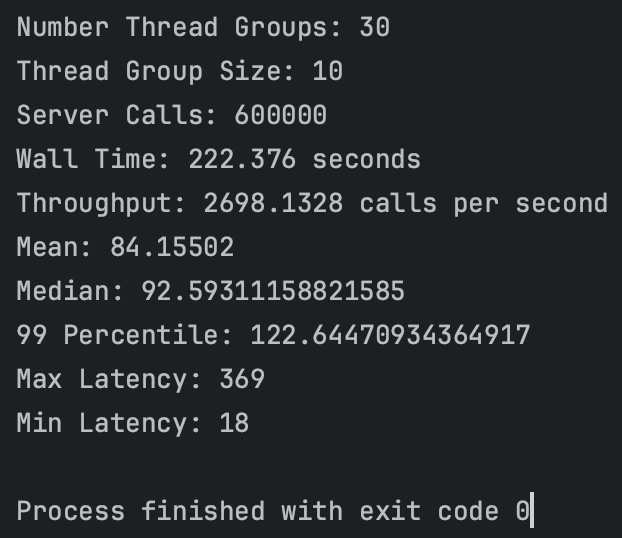 Number Thread Groups: 30
Thread Group Size: 10
Server Calls: 600000
Wall Time: 222.376 seconds
Throughput: 2698.1328 calls per second
Mean: 84.15502
Median: 92.59311158821585
99 Percentile: 122.64470934364917
Max Latency: 369
Min Latency: 18
Process finished with exit code 0